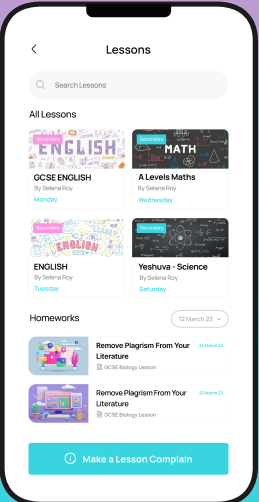 Lessons
Search Lessons
All Lessons
Secondary
ENGLISH
GCSE ENGLISH
By Selena Roy
Monday
Secondary
MATH
A Levels Maths
By Selena Roy
Wednesday
Secondary
ENGLISH
ENGLISH
By Selena Roy
Tuesday
Secondary
Yeshuva - Science
By Selena Roy
Saturday
Homeworks
12 March 23
Remove Plagrism From Your
Literature
23 March 22
GCSE Biology Lesson
Remove Plagrism From Your
Literature
23 March 22
GCSE Biology Lesson
Make a Lesson Complain